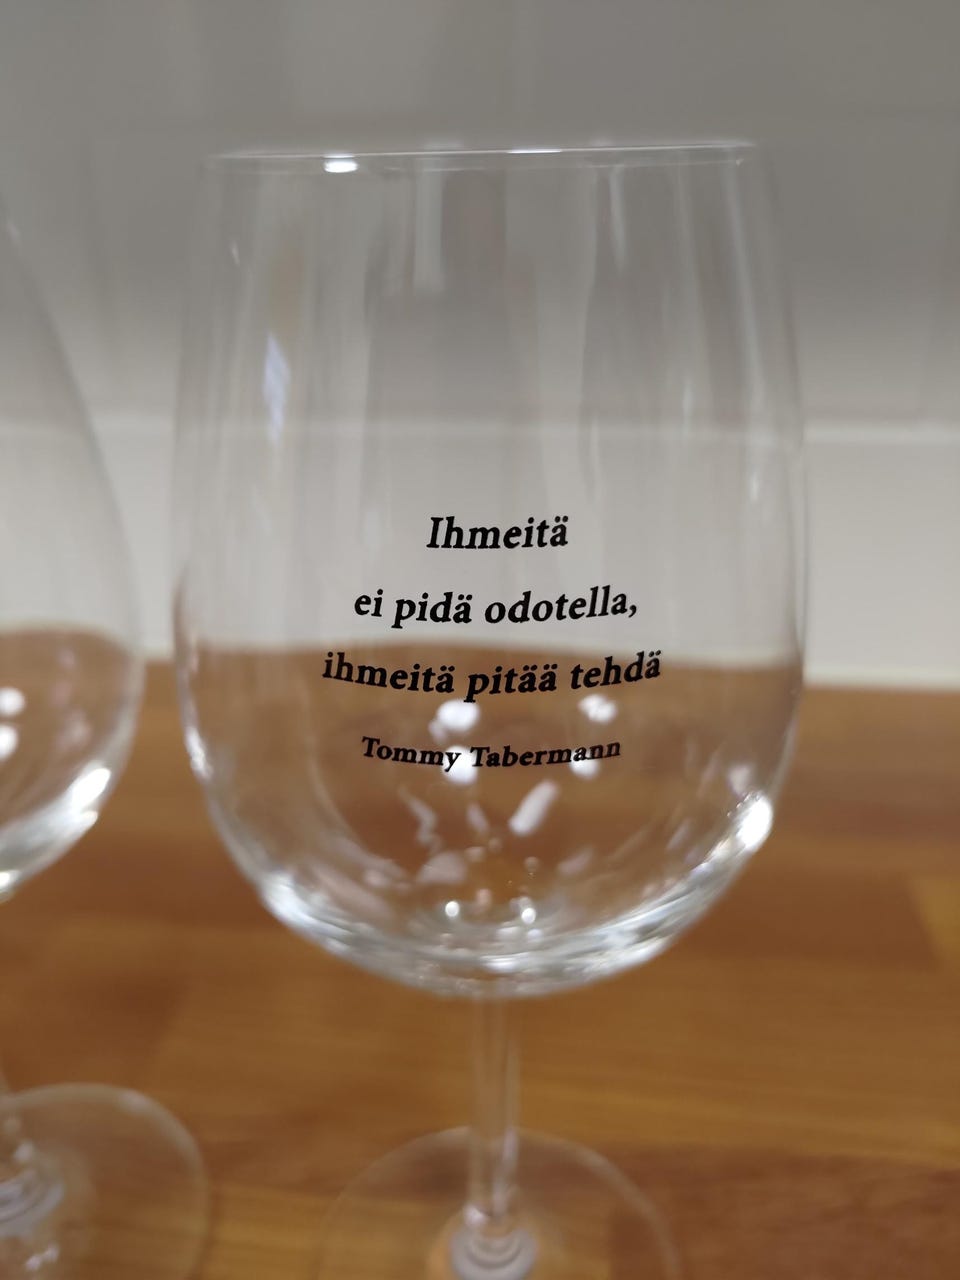 Ihmeitä
ei pidä odotella,
ihmeitä pitää tehdä
Tommy Tabermann